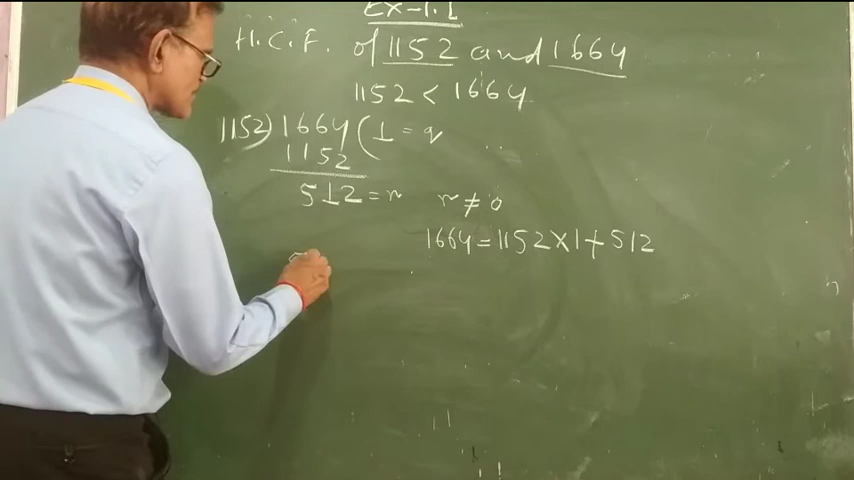 Ex-1.1
H.C.F. of 1152 and 1664
1152 < 1664
1152) 1664 ( 1 = q
1152
512 = r r ≠ 0
1664 = 1152 × 1 + 512